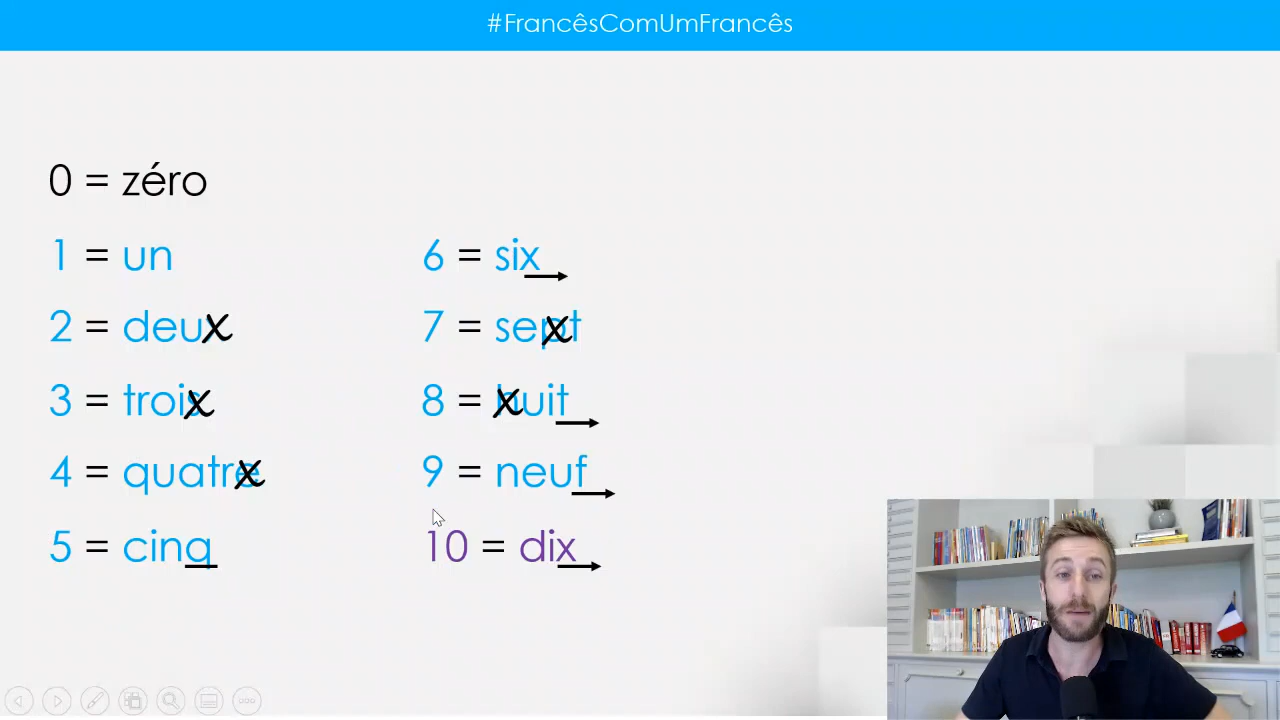 #FrancêsComUmFrancês
0 = zéro
1 = un
2 = deux
3 = trois
4 = quatre
5 = cinq
6 = six
7 = sept
8 = huit
9 = neuf
10 = dix